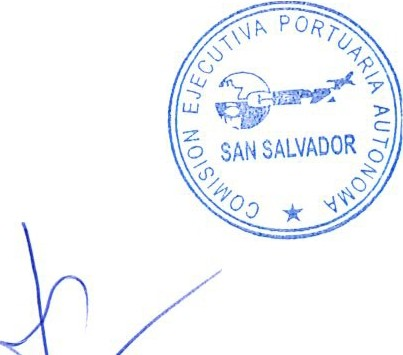 COMISION EJECUTIVA PORTUARIA AUTONOMA
SAN SALVADOR